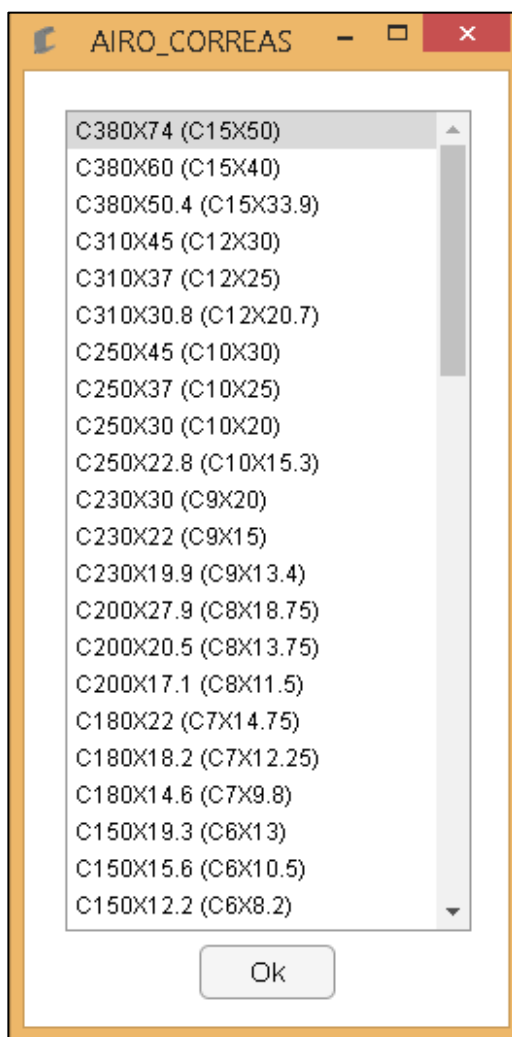 AIRO_CORREAS
C380X74 (C15X50)
C380X60 (C15X40)
C380X50.4 (C15X33.9)
C310X45 (C12X30)
C310X37 (C12X25)
C310X30.8 (C12X20.7)
C250X45 (C10X30)
C250X37 (C10X25)
C250X30 (C10X20)
C250X22.8 (C10X15.3)
C230X30 (C9X20)
C230X22 (C9X15)
C230X19.9 (C9X13.4)
C200X27.9 (C8X18.75)
C200X20.5 (C8X13.75)
C200X17.1 (C8X11.5)
C180X22 (C7X14.75)
C180X18.2 (C7X12.25)
C180X14.6 (C7X9.8)
C150X19.3 (C6X13)
C150X15.6 (C6X10.5)
C150X12.2 (C6X8.2)
Ok